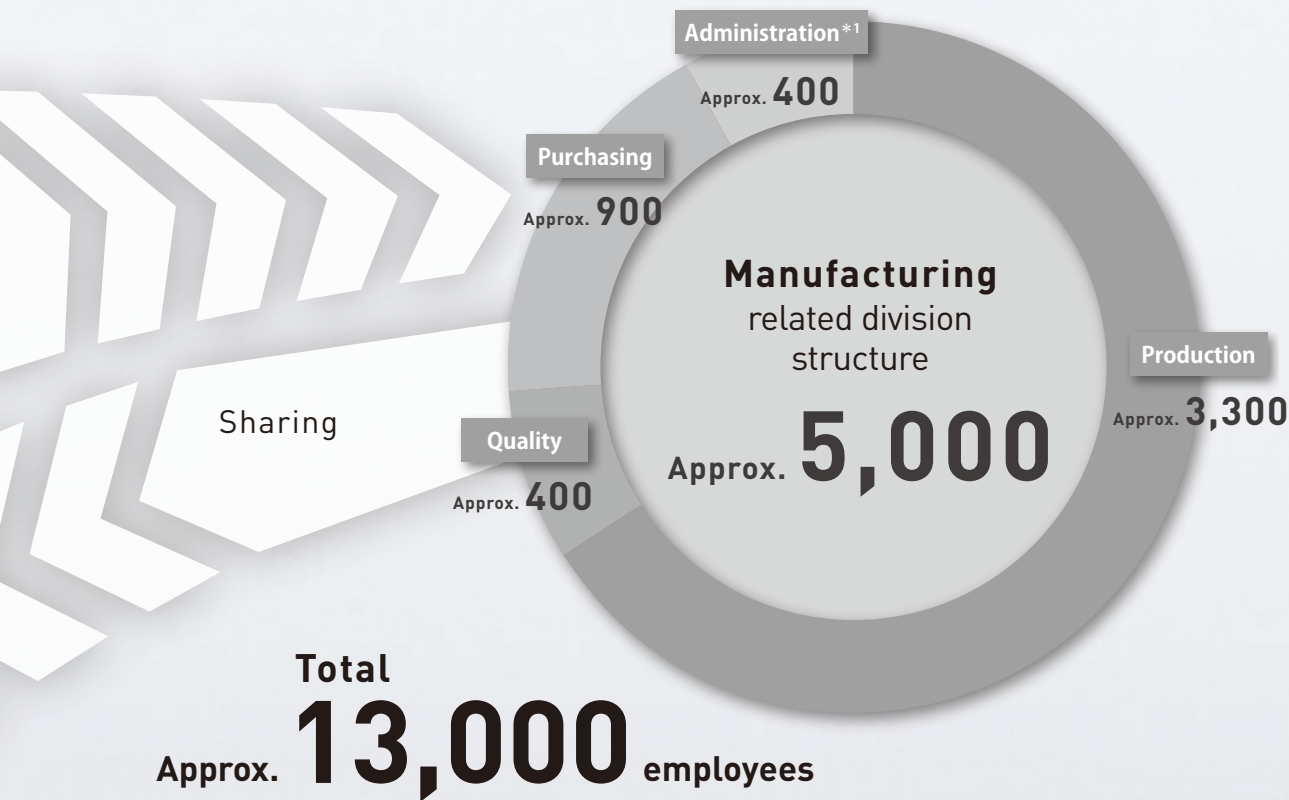 Administration*1
Approx. 400
Purchasing
Approx. 900
Manufacturing
related division
structure
Approx. 5,000
Production
Approx. 3,300
Sharing
Quality
Approx. 400
Total
Approx. 13,000 employees